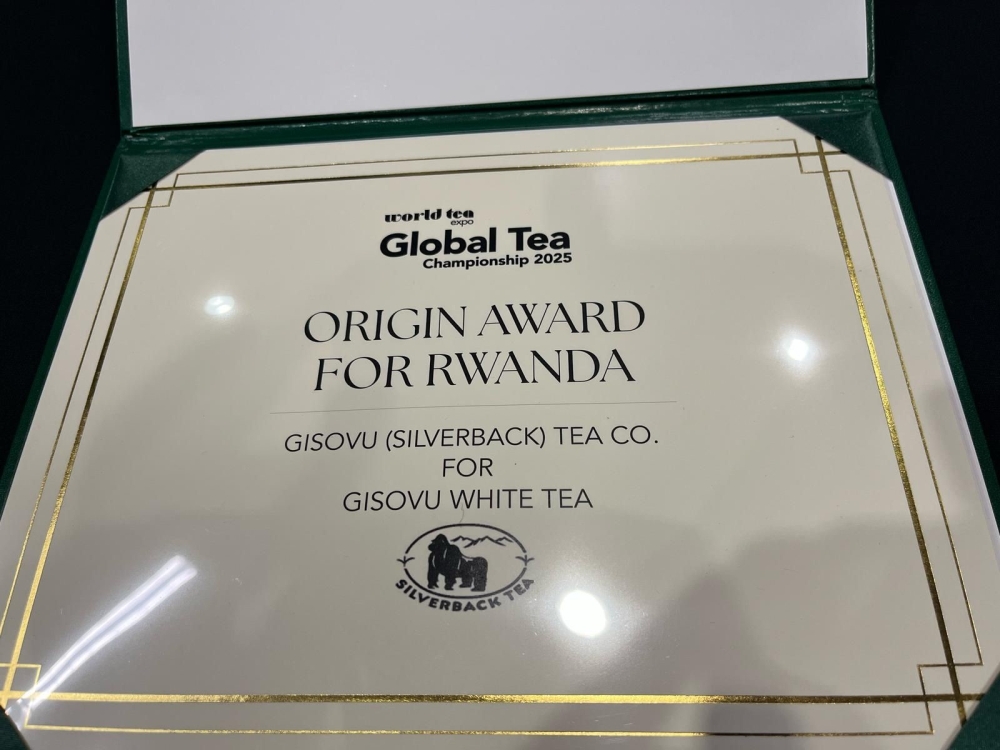 world tea
expo
Global Tea
Championship 2025
ORIGIN AWARD
FOR RWANDA
GISOVU (SILVERBACK) TEA CO.
FOR
GISOVU WHITE TEA
SILVERBACK TEA